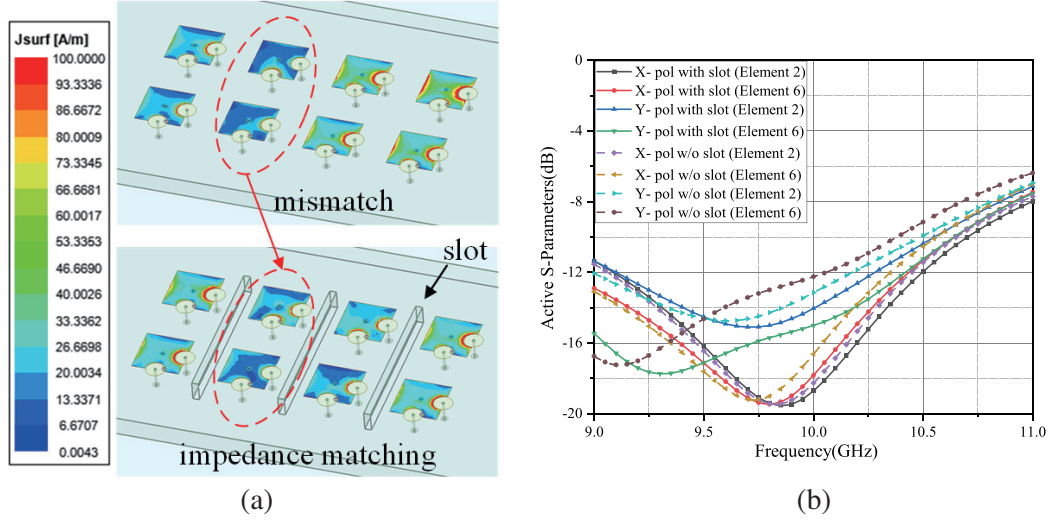 Jsurf [A/m]
100.0000
93.3336
86.6672
80.0009
73.3345
66.6681
60.0017
53.3353
46.6690
40.0026
33.3362
26.6698
20.0034
13.3371
6.6707
0.0043
mismatch
slot
impedance matching
(a)
X- pol with slot (Element 2)
X- pol with slot (Element 6)
Y- pol with slot (Element 2)
Y- pol with slot (Element 6)
X- pol w/o slot (Element 2)
X- pol w/o slot (Element 6)
Y- pol w/o slot (Element 2)
Y- pol w/o slot (Element 6)
Active S-Parameters(dB)
0
-4
-8
-12
-16
-20
9.0
9.5
10.0
10.5
11.0
Frequency(GHz)
(b)